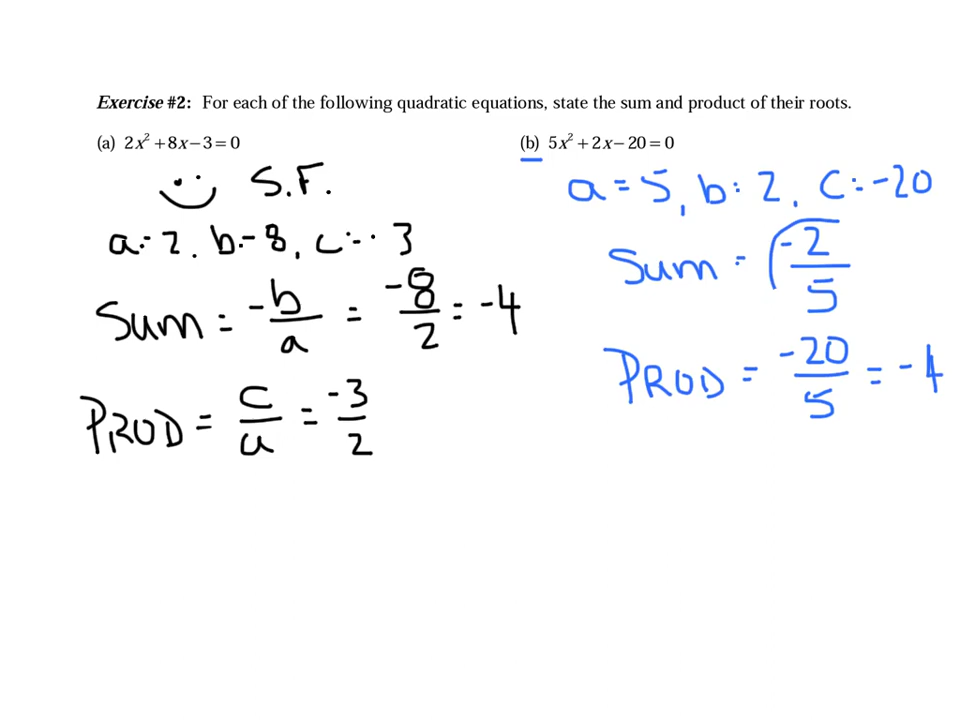 Exercise #2: For each of the following quadratic equations, state the sum and product of their roots.
(a) 2x² + 8x − 3 = 0
S.F.
a = 2, b = 8, c = -3
Sum = -b/a = -8/2 = -4
PROD = c/a = -3/2
(b) 5x² + 2x − 20 = 0
a = 5, b = 2, c = -20
Sum = -2/5
PROD = -20/5 = -4